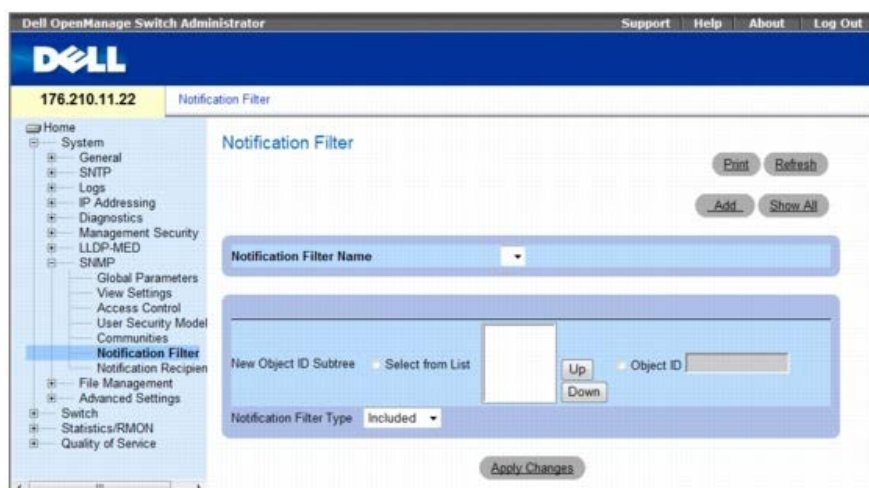 Dell OpenManage Switch Administrator
Support Help About Log Out
DELL
176.210.11.22
Notification Filter
Home
System
General
SNTP
Logs
IP Addressing
Diagnostics
Management Security
LLDP-MED
SNMP
Global Parameters
View Settings
Access Control
User Security Model
Communities
Notification Filter
Notification Recipien
File Management
Advanced Settings
Switch
Statistics/RMON
Quality of Service
Notification Filter
Print Refresh
Add Show All
Notification Filter Name
New Object ID Subtree Select from List Up Object ID
Down
Notification Filter Type Included
Apply Changes